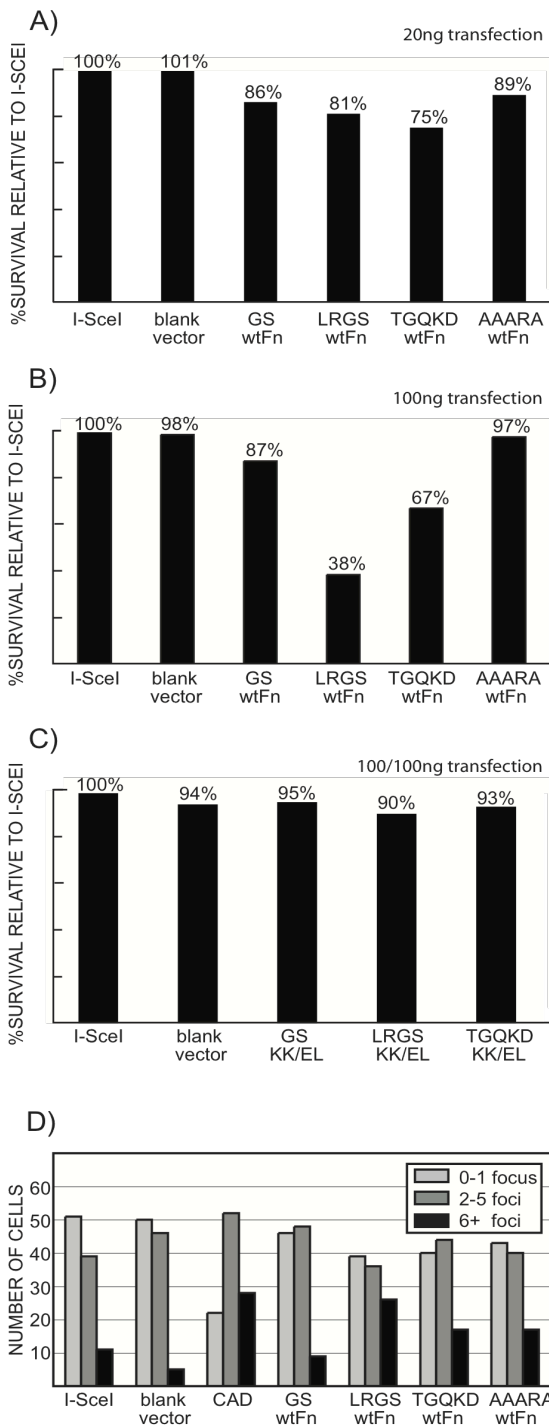 A)
20ng transfection
%SURVIVAL RELATIVE TO I-SCEI
100% 101% 86% 81% 75% 89%
I-SceI blank GS LRGS TGQKD AAARA
vector wtFn wtFn wtFn wtFn
B)
100ng transfection
%SURVIVAL RELATIVE TO I-SCEI
100% 98% 87% 38% 67% 97%
I-SceI blank GS LRGS TGQKD AAARA
vector wtFn wtFn wtFn wtFn
C)
100/100ng transfection
%SURVIVAL RELATIVE TO I-SCEI
100% 94% 95% 90% 93%
I-SceI blank GS LRGS TGQKD
vector KK/EL KK/EL KK/EL
D)
NUMBER OF CELLS
60
50
40
30
20
10
0-1 focus
2-5 foci
6+ foci
I-SceI blank CAD GS LRGS TGQKD AAARA
vector wtFn wtFn wtFn wtFn